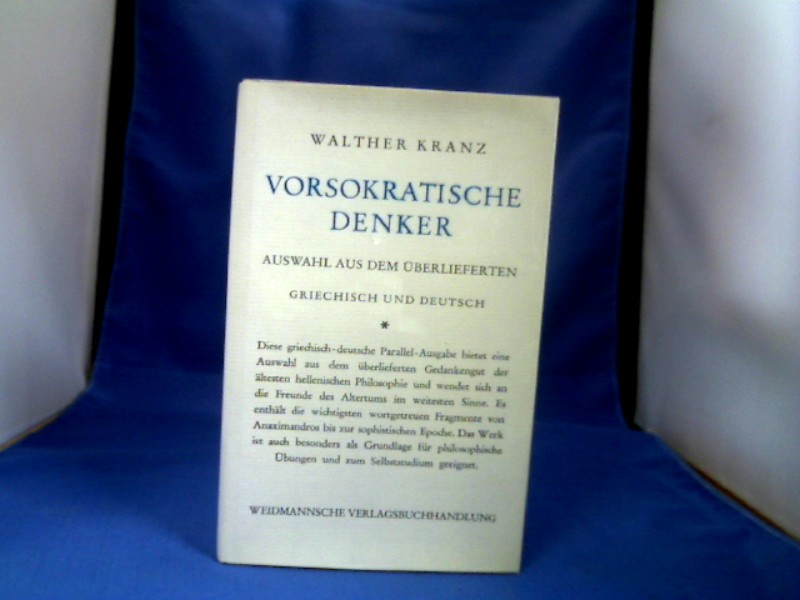 WALTHER KRANZ
VORSOKRATISCHE
DENKER
AUSWAHL AUS DEM ÜBERLIEFERTEN
GRIECHISCH UND DEUTSCH
*
Diese griechisch-deutsche Parallel-Ausgabe bietet eine
Auswahl aus dem überlieferten Gedankengut der
ältesten hellenischen Philosophie und wendet sich an
die Freunde des Altertums im weitesten Sinne. Es
enthält die wichtigsten wortgetreuen Fragmente von
Anaximandros bis zur sophistischen Epoche. Das Werk
ist auch besonders als Grundlage für philosophische
Übungen und zum Selbststudium geeignet.
WEIDMANNSCHE VERLAGSBUCHHANDLUNG